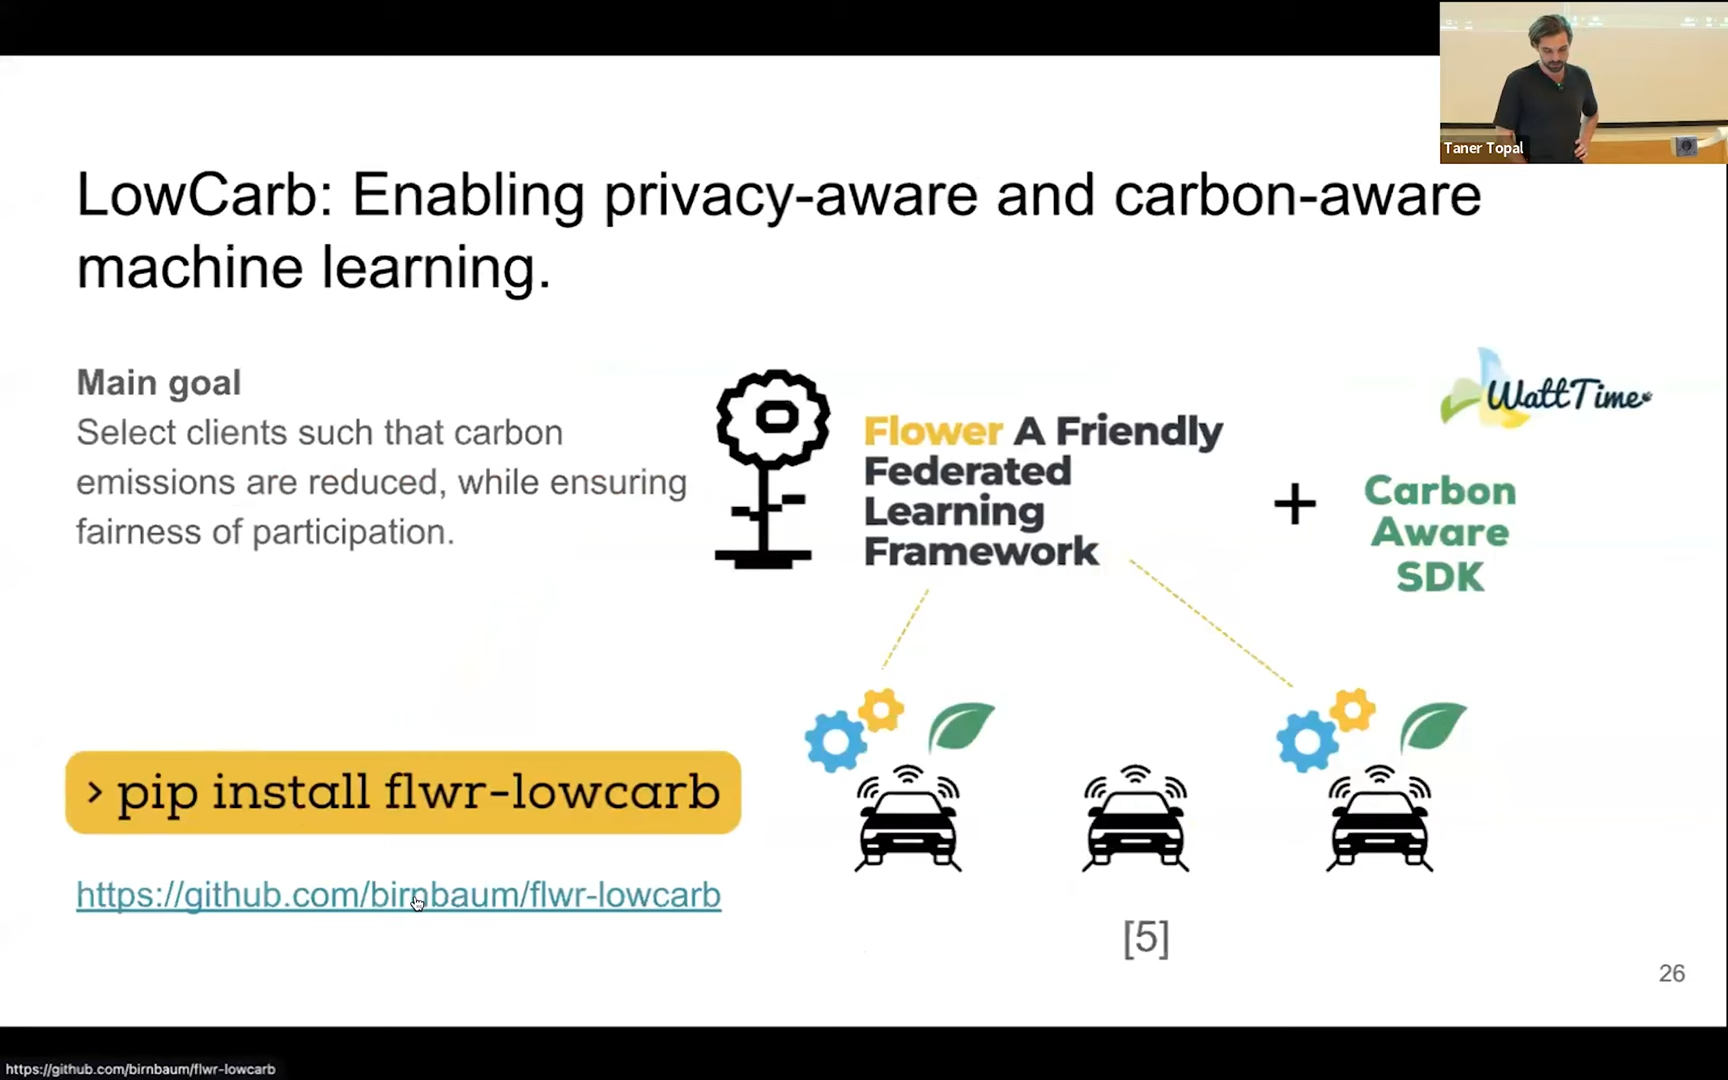 Taner Topal
LowCarb: Enabling privacy-aware and carbon-aware
machine learning.
Main goal
Select clients such that carbon
emissions are reduced, while ensuring
fairness of participation.
Flower A Friendly
Federated
Learning
Framework
+
WattTime
Carbon
Aware
SDK
> pip install flwr-lowcarb
https://github.com/birnbaum/flwr-lowcarb
[5]
26
https://github.com/birnbaum/flwr-lowcarb